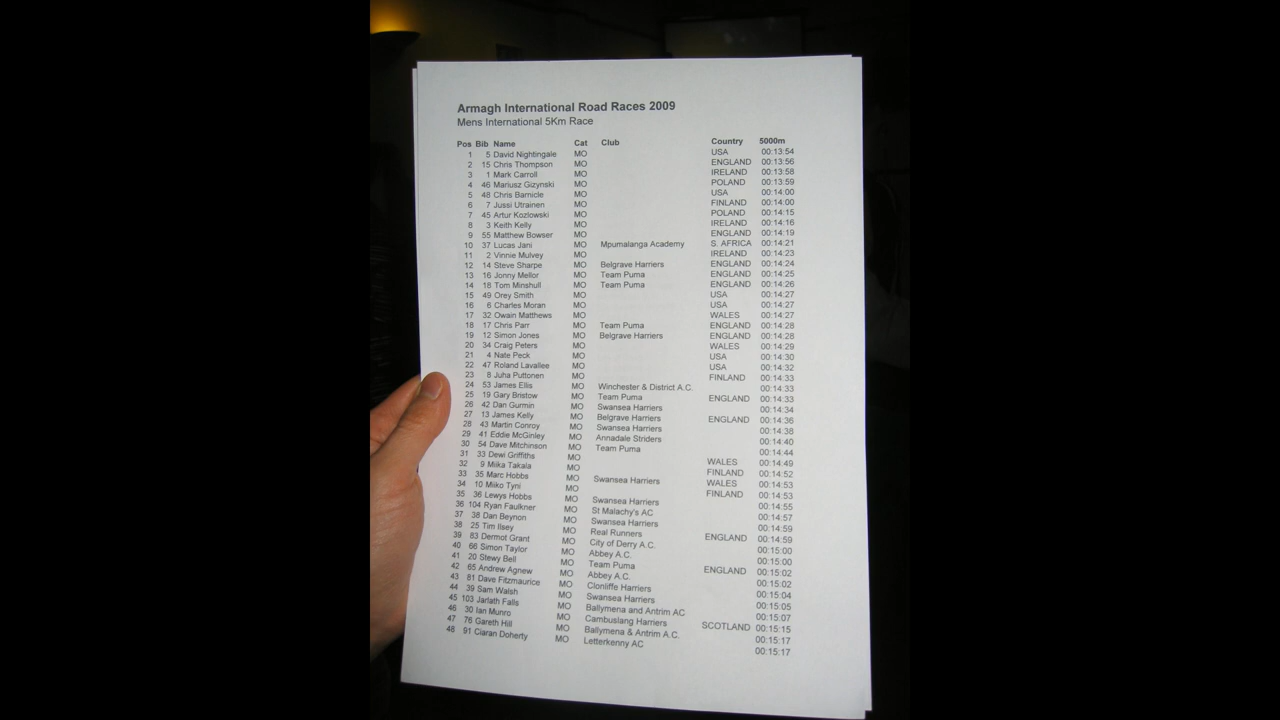 Armagh International Road Races 2009
Mens International 5Km Race
Pos Bib Name Cat Club Country 5000m
1 5 David Nightingale MO USA 00:13:54
2 15 Chris Thompson MO ENGLAND 00:13:56
3 1 Mark Carroll MO IRELAND 00:13:58
4 46 Mariusz Gizynski MO POLAND 00:13:59
5 48 Chris Barnicle MO USA 00:14:00
6 7 Jussi Utrainen MO FINLAND 00:14:00
7 45 Artur Kozlowski MO POLAND 00:14:15
8 3 Keith Kelly MO IRELAND 00:14:16
9 55 Matthew Bowser MO ENGLAND 00:14:19
10 37 Lucas Jani MO Mpumalanga Academy S. AFRICA 00:14:21
11 2 Vinnie Mulvey MO IRELAND 00:14:23
12 14 Steve Sharpe MO Belgrave Harriers ENGLAND 00:14:24
13 16 Jonny Mellor MO Team Puma ENGLAND 00:14:25
14 18 Tom Minshull MO Team Puma ENGLAND 00:14:26
15 49 Orey Smith MO USA 00:14:27
16 6 Charles Moran MO USA 00:14:27
17 32 Owain Matthews MO WALES 00:14:27
18 17 Chris Parr MO Team Puma ENGLAND 00:14:28
19 12 Simon Jones MO Belgrave Harriers ENGLAND 00:14:28
20 34 Craig Peters MO WALES 00:14:29
21 4 Nate Peck MO USA 00:14:30
22 47 Roland Lavallee MO USA 00:14:32
23 8 Juha Puttonen MO FINLAND 00:14:33
24 53 James Ellis MO Winchester & District A.C. 00:14:33
25 19 Gary Bristow MO Team Puma ENGLAND 00:14:33
26 42 Dan Gurmin MO Swansea Harriers 00:14:34
27 13 James Kelly MO Belgrave Harriers ENGLAND 00:14:36
28 43 Martin Conroy MO Swansea Harriers 00:14:38
29 41 Eddie McGinley MO Annadale Striders 00:14:40
30 54 Dave Mitchinson MO Team Puma 00:14:44
31 33 Dewi Griffiths MO WALES 00:14:49
32 9 Miika Takala MO FINLAND 00:14:52
33 35 Marc Hobbs MO Swansea Harriers WALES 00:14:53
34 10 Miiko Tyni MO FINLAND 00:14:53
35 36 Lewys Hobbs MO Swansea Harriers 00:14:55
36 104 Ryan Faulkner MO St Malachy's AC 00:14:57
37 38 Dan Beynon MO Swansea Harriers 00:14:59
38 25 Tim Ilsey MO Real Runners ENGLAND 00:14:59
39 83 Dermot Grant MO City of Derry A.C. 00:15:00
40 66 Simon Taylor MO Abbey A.C. 00:15:00
41 20 Stewy Bell MO Team Puma ENGLAND 00:15:02
42 65 Andrew Agnew MO Abbey A.C. 00:15:02
43 81 Dave Fitzmaurice MO Clonliffe Harriers 00:15:04
44 39 Sam Walsh MO Swansea Harriers 00:15:05
45 103 Jarlath Falls MO Ballymena and Antrim AC 00:15:07
46 30 Ian Munro MO Cambuslang Harriers SCOTLAND 00:15:15
47 76 Gareth Hill MO Ballymena & Antrim A.C. 00:15:17
48 91 Ciaran Doherty MO Letterkenny AC 00:15:17